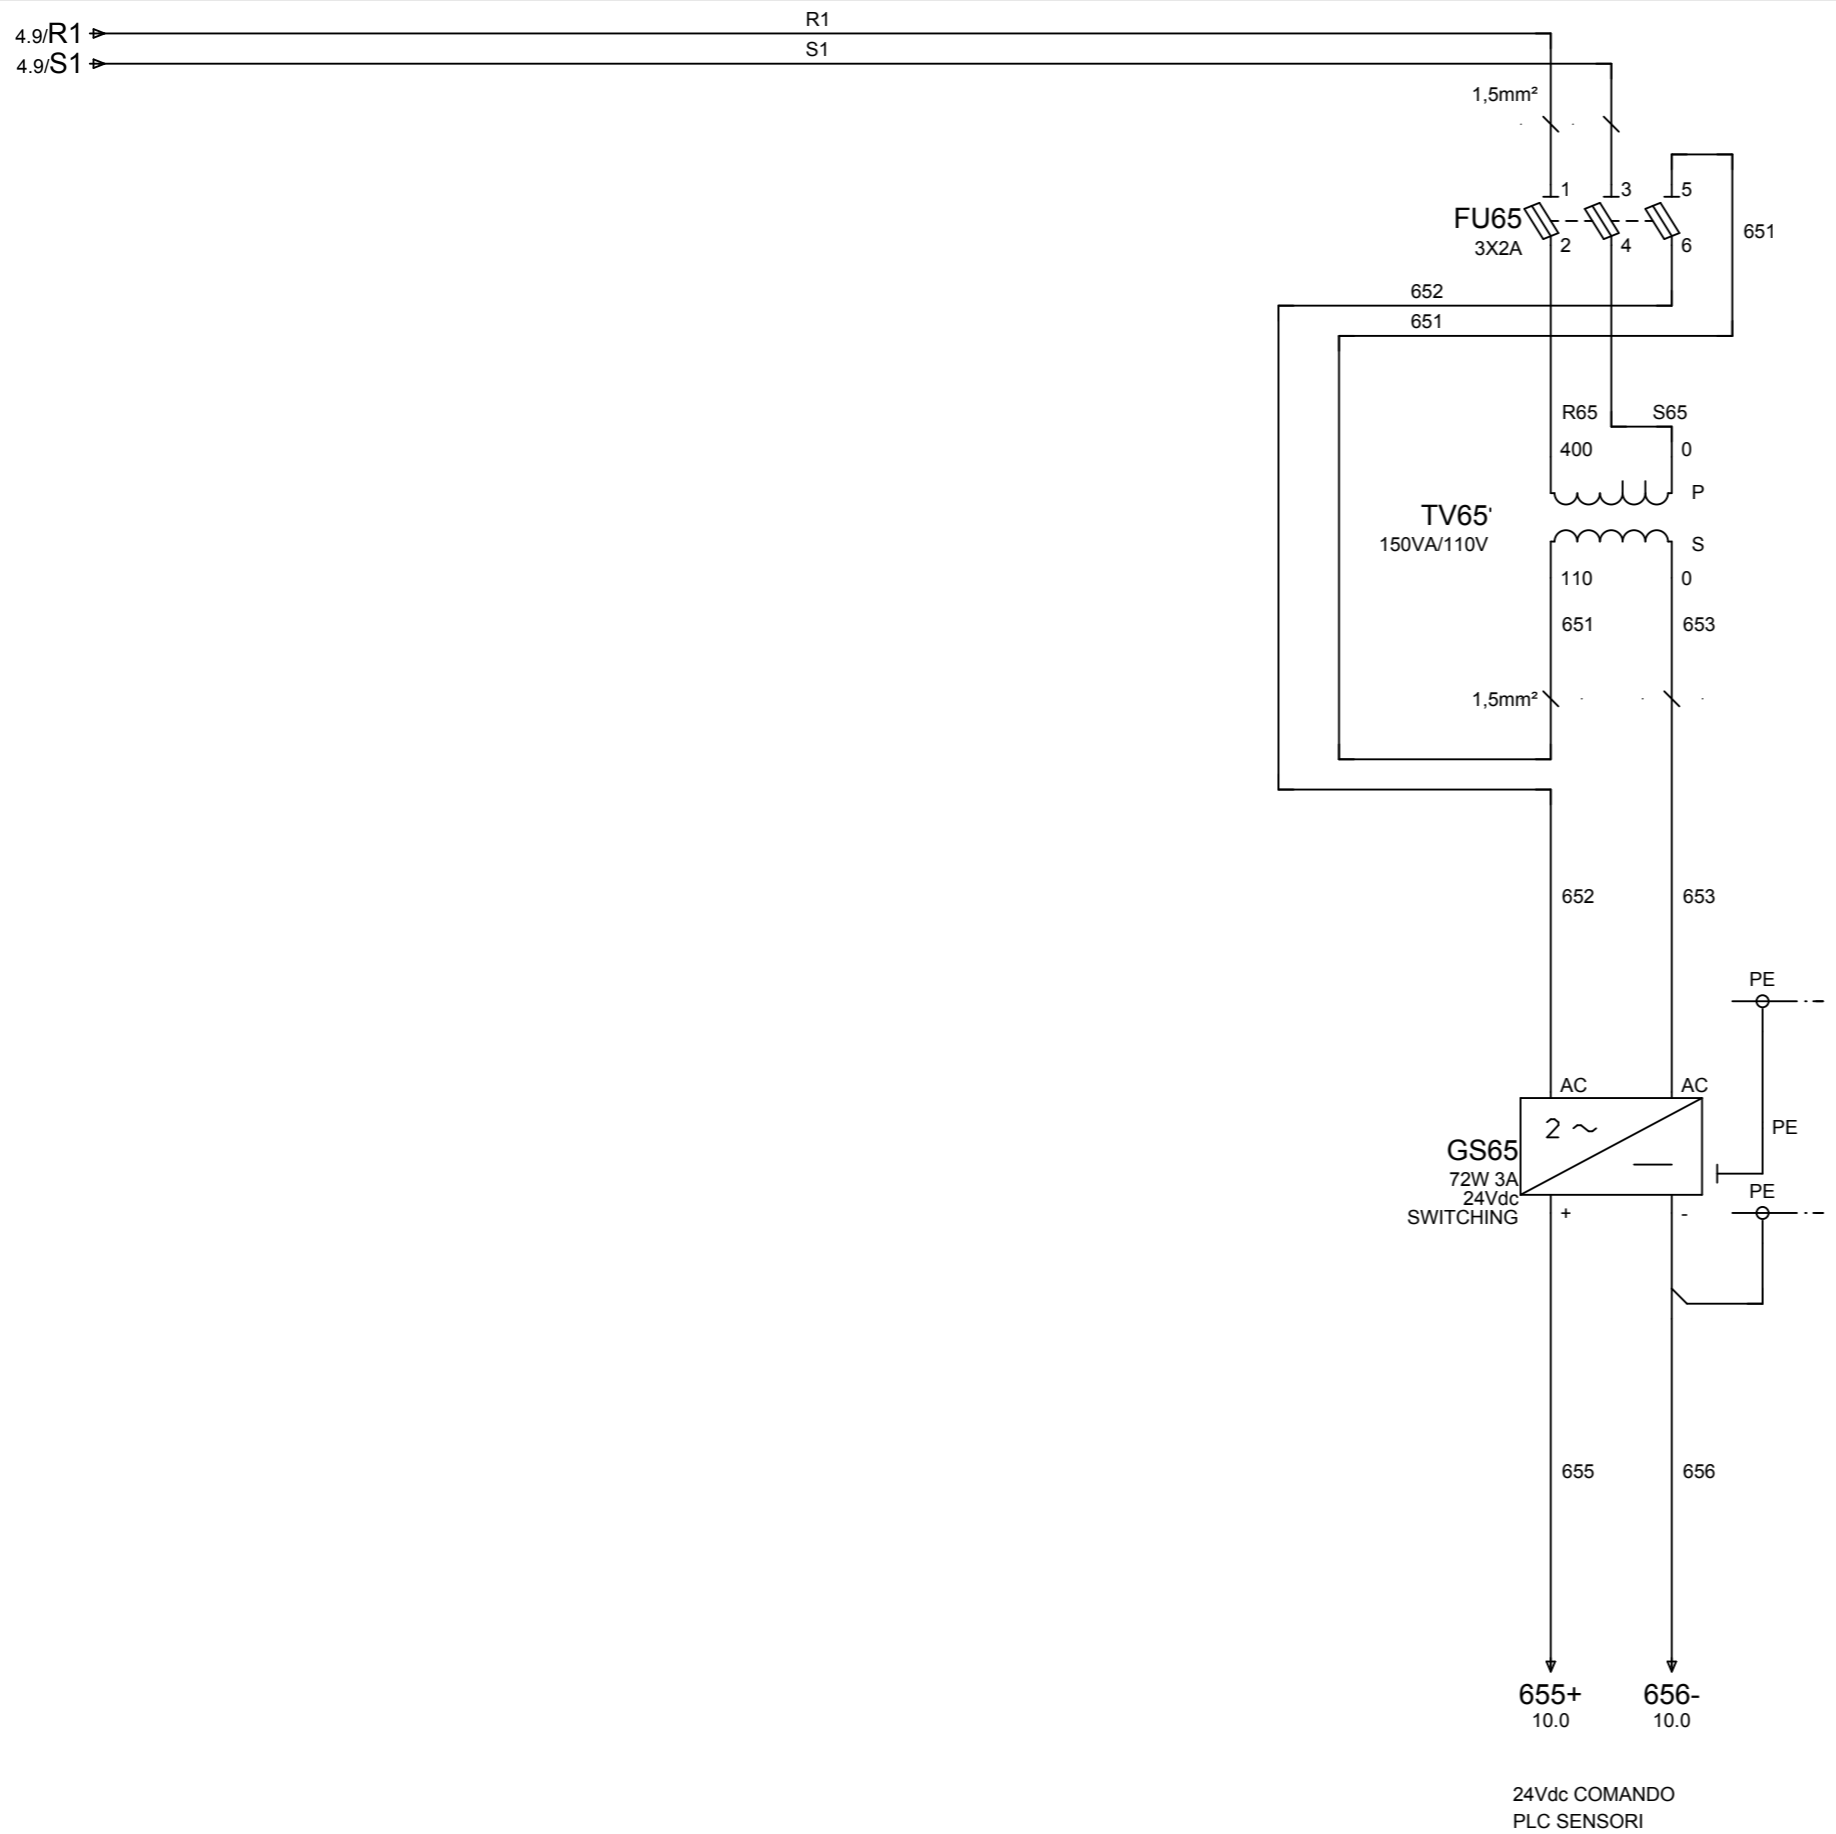 R1
4.9/R1
S1
4.9/S1
1,5mm²
1 3 5
FU65
3X2A
2 4 6
651
652
651
R65 S65
400 0
P
TV65'
150VA/110V
S
110 0
651 653
1,5mm²
652 653
PE
AC AC
2 ~
PE
GS65
72W 3A
24Vdc
SWITCHING
PE
+ -
655 656
655+ 656-
10.0 10.0
24Vdc COMANDO
PLC SENSORI